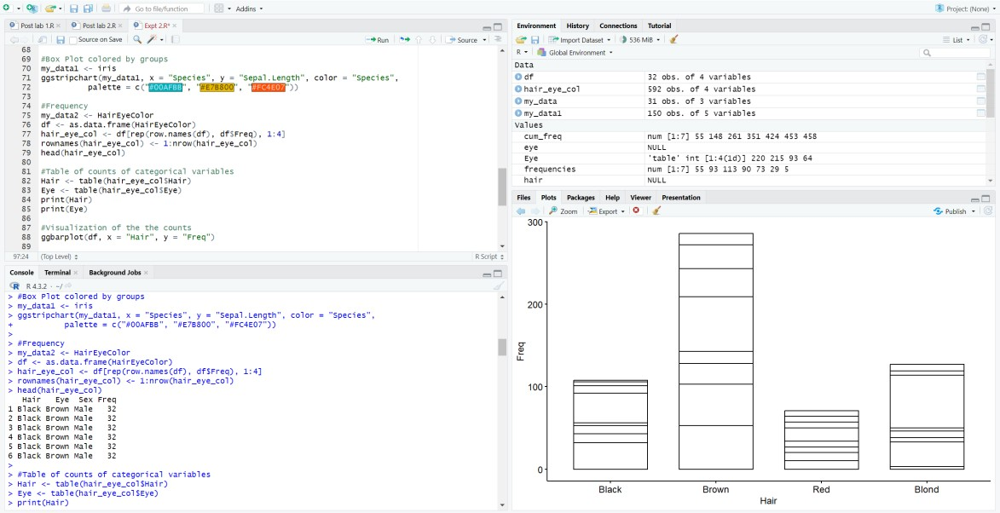 Go to file/function
Addins
Project: (None)
Post lab 1.R
Post lab 2.R
Expt 2.R*
Source on Save
Run
Source
68
69 #Box Plot colored by groups
70 my_data1 <- iris
71 ggstripchart(my_data1, x = "Species", y = "Sepal.Length", color = "Species",
72 palette = c("#00AFBB", "#E7B800", "#FC4E07"))
73
74 #Frequency
75 my_data2 <- HairEyeColor
76 df <- as.data.frame(HairEyeColor)
77 hair_eye_col <- df[rep(row.names(df), df$Freq), 1:4]
78 rownames(hair_eye_col) <- 1:nrow(hair_eye_col)
79 head(hair_eye_col)
80
81 #Table of counts of categorical variables
82 Hair <- table(hair_eye_col$Hair)
83 Eye <- table(hair_eye_col$Eye)
84 print(Hair)
85 print(Eye)
86
87 #Visualization of the the counts
88 ggbarplot(df, x = "Hair", y = "Freq")
89
97:24 (Top Level) R Script
Console Terminal Background Jobs
R 4.3.2 · ~/
> #Box Plot colored by groups
> my_data1 <- iris
> ggstripchart(my_data1, x = "Species", y = "Sepal.Length", color = "Species",
+ palette = c("#00AFBB", "#E7B800", "#FC4E07"))
>
> #Frequency
> my_data2 <- HairEyeColor
> df <- as.data.frame(HairEyeColor)
> hair_eye_col <- df[rep(row.names(df), df$Freq), 1:4]
> rownames(hair_eye_col) <- 1:nrow(hair_eye_col)
> head(hair_eye_col)
Hair Eye Sex Freq
1 Black Brown Male 32
2 Black Brown Male 32
3 Black Brown Male 32
4 Black Brown Male 32
5 Black Brown Male 32
6 Black Brown Male 32
>
> #Table of counts of categorical variables
> Hair <- table(hair_eye_col$Hair)
> Eye <- table(hair_eye_col$Eye)
> print(Hair)
Environment History Connections Tutorial
Import Dataset
536 MiB
List
R
Global Environment
Data
df 32 obs. of 4 variables
hair_eye_col 592 obs. of 4 variables
my_data 31 obs. of 3 variables
my_data1 150 obs. of 5 variables
Values
cum_freq num [1:7] 55 148 261 351 424 453 458
eye NULL
Eye 'table' int [1:4(1d)] 220 215 93 64
frequencies num [1:7] 55 93 113 90 73 29 5
hair NULL
Files Plots Packages Help Viewer Presentation
Zoom
Export
Publish
300
200
100
0
Freq
Black Brown Red Blond
Hair